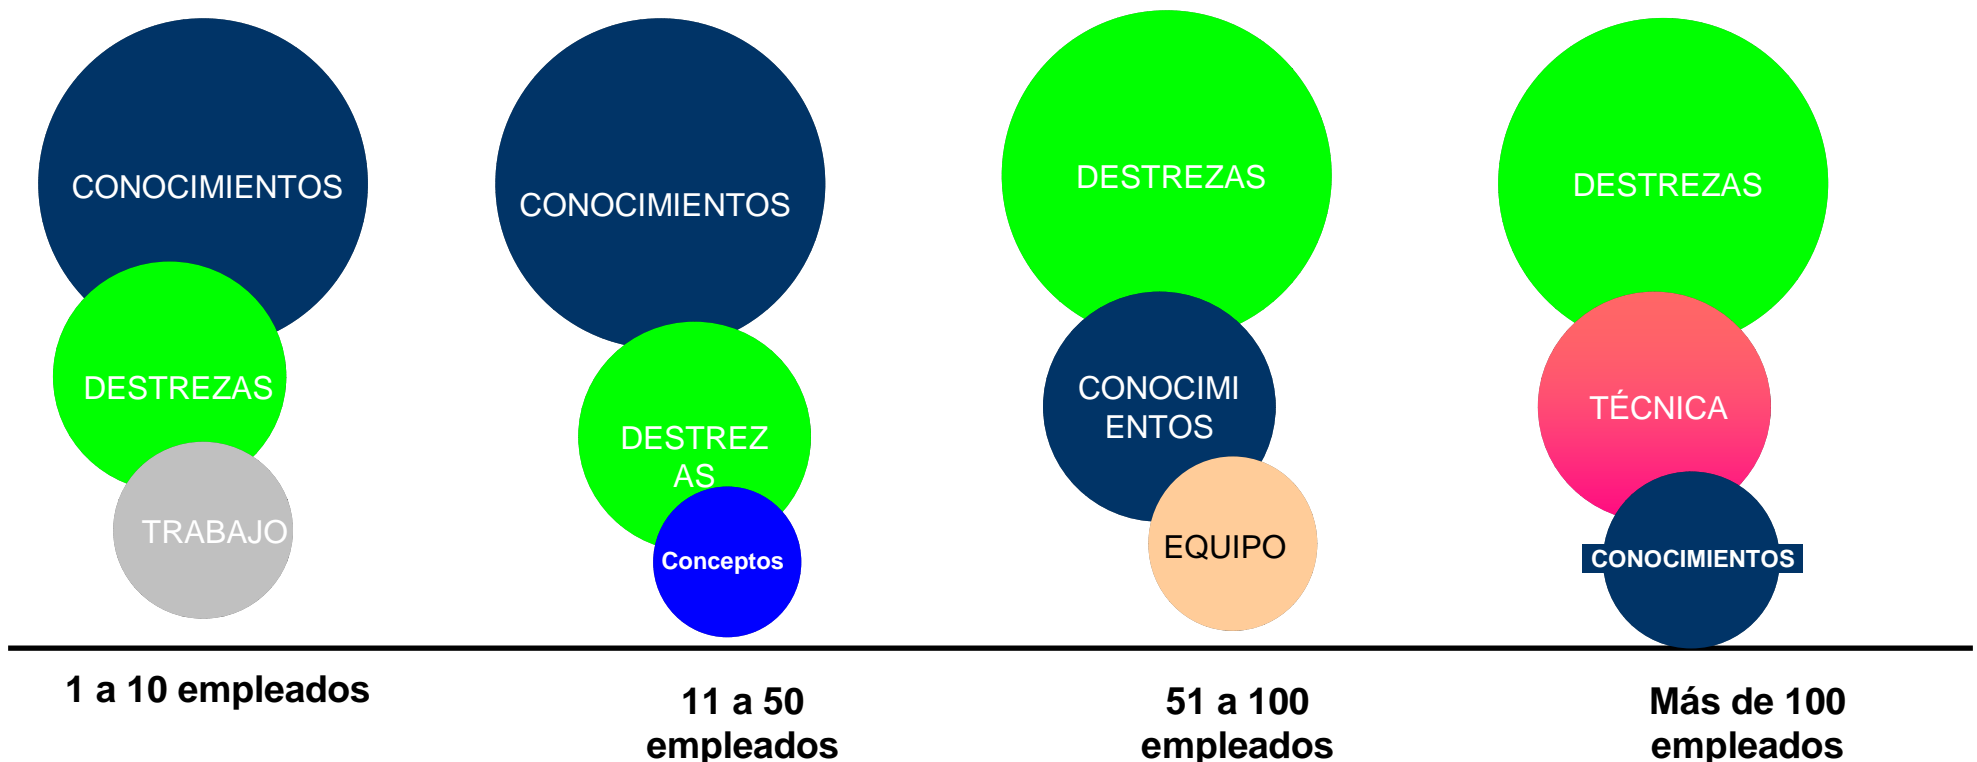 CONOCIMIENTOS
DESTREZAS
TRABAJO
1 a 10 empleados
CONOCIMIENTOS
DESTREZ
AS
Conceptos
11 a 50
empleados
DESTREZAS
CONOCIMI
ENTOS
EQUIPO
51 a 100
empleados
DESTREZAS
TÉCNICA
CONOCIMIENTOS
Más de 100
empleados